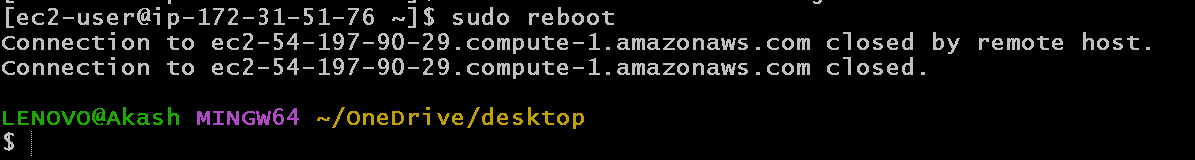 [ec2-user@ip-172-31-51-76 ~]$ sudo reboot
Connection to ec2-54-197-90-29.compute-1.amazonaws.com closed by remote host.
Connection to ec2-54-197-90-29.compute-1.amazonaws.com closed.
LENOVO@Akash MINGW64 ~/OneDrive/desktop
$